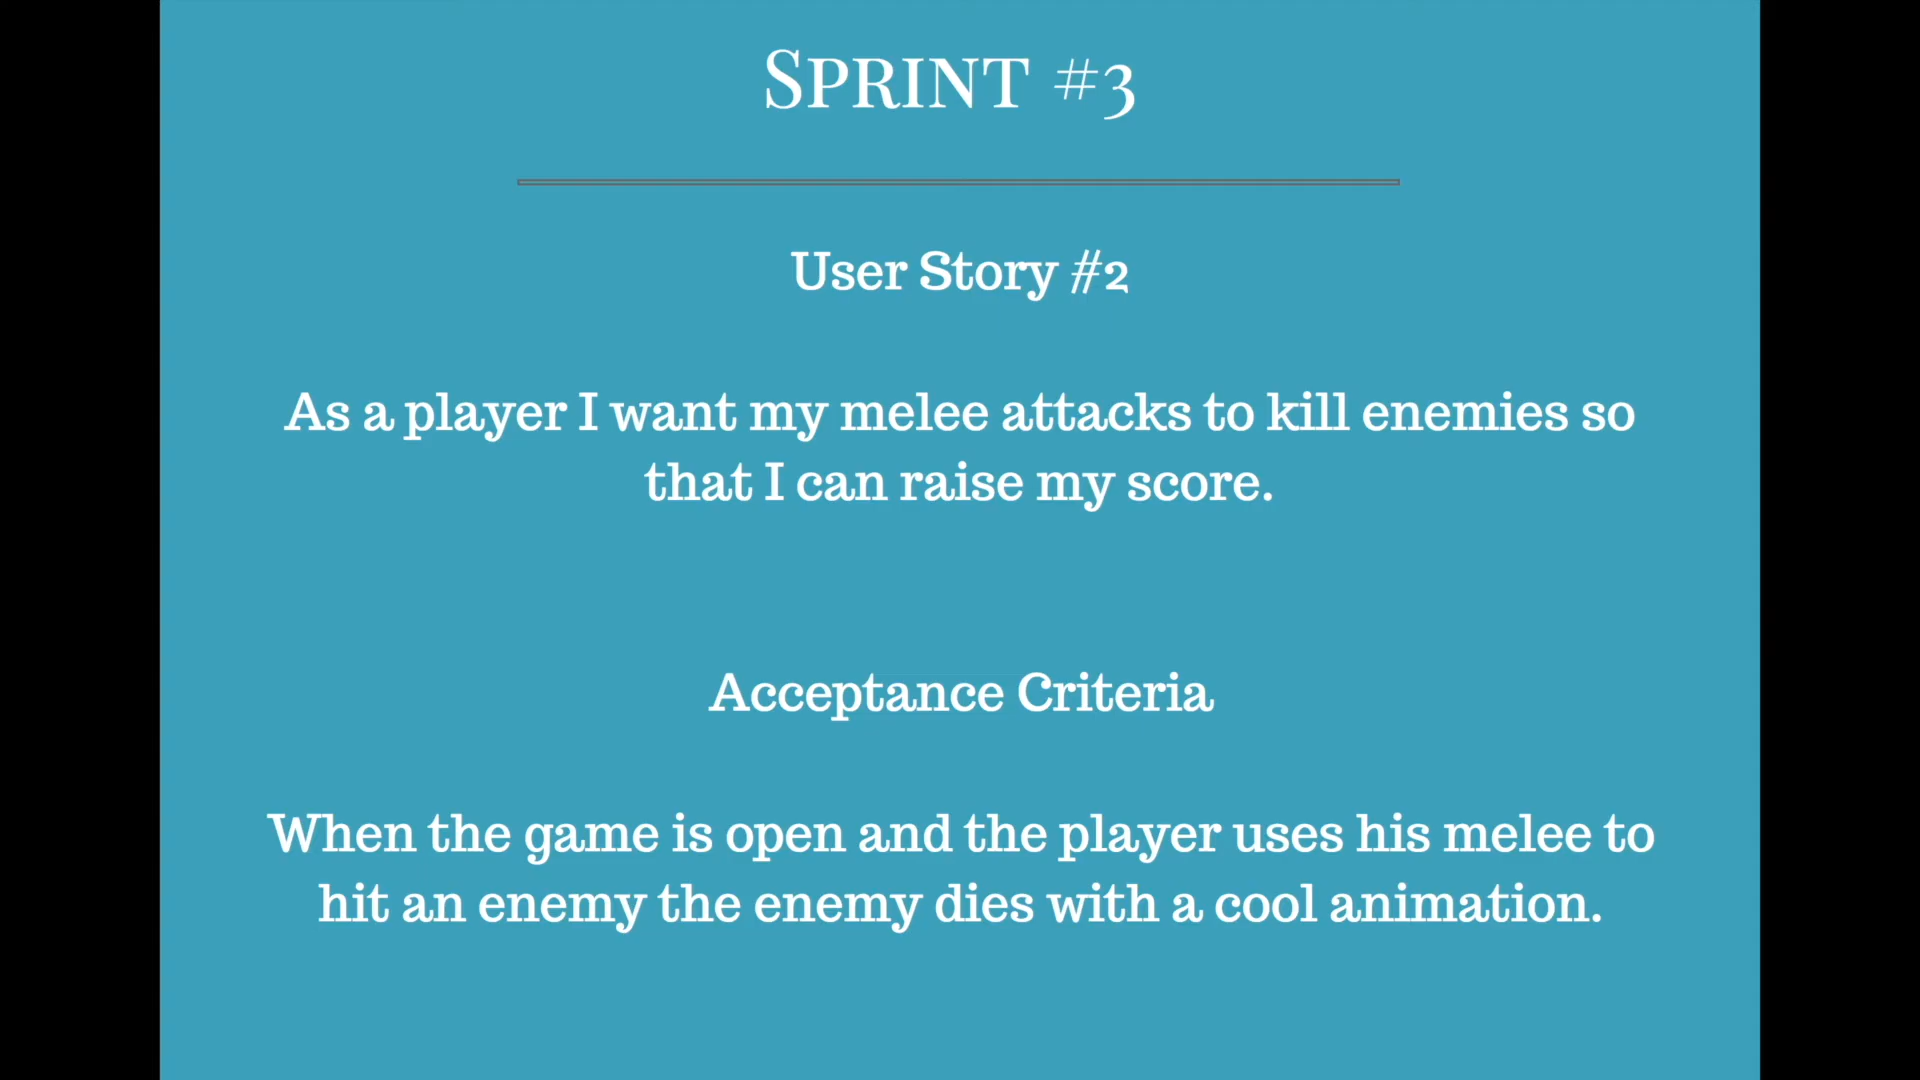 Sprint #3
User Story #2
As a player I want my melee attacks to kill enemies so
that I can raise my score.
Acceptance Criteria
When the game is open and the player uses his melee to
hit an enemy the enemy dies with a cool animation.